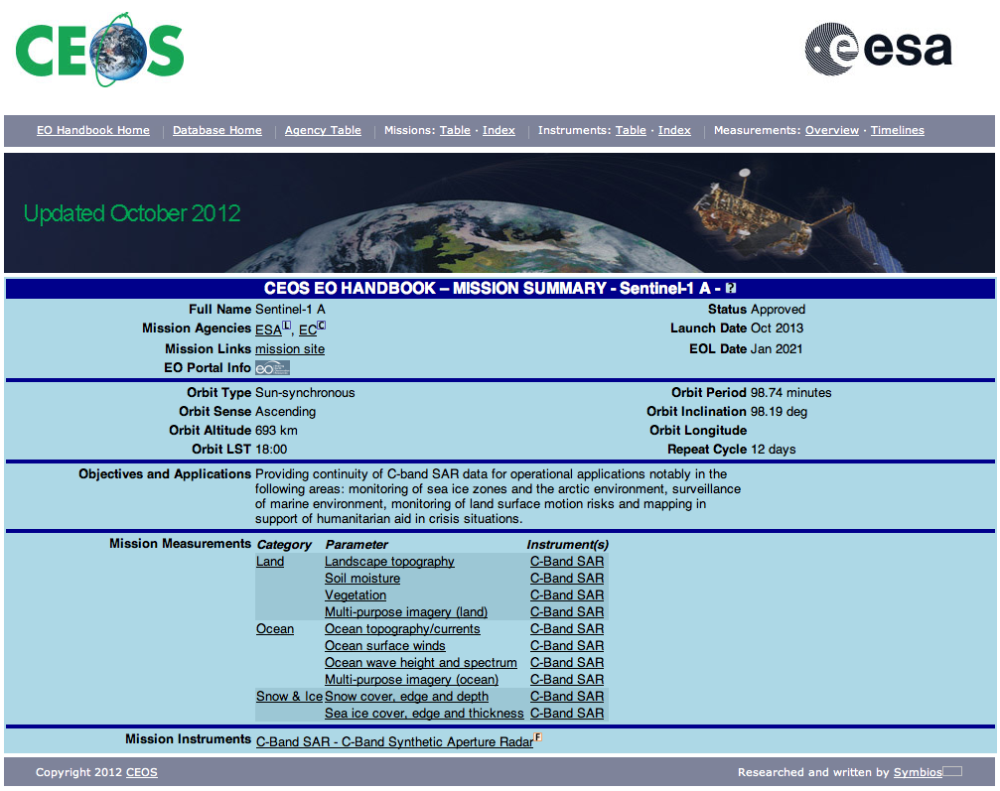 CEOS
esa
EO Handbook Home | Database Home | Agency Table | Missions: Table · Index | Instruments: Table · Index | Measurements: Overview · Timelines
Updated October 2012
CEOS EO HANDBOOK – MISSION SUMMARY - Sentinel-1 A - ?
Full Name Sentinel-1 A Status Approved
Mission Agencies ESA L, EC C Launch Date Oct 2013
Mission Links mission site EOL Date Jan 2021
EO Portal Info eo
Orbit Type Sun-synchronous Orbit Period 98.74 minutes
Orbit Sense Ascending Orbit Inclination 98.19 deg
Orbit Altitude 693 km Orbit Longitude
Orbit LST 18:00 Repeat Cycle 12 days
Objectives and Applications Providing continuity of C-band SAR data for operational applications notably in the
following areas: monitoring of sea ice zones and the arctic environment, surveillance
of marine environment, monitoring of land surface motion risks and mapping in
support of humanitarian aid in crisis situations.
Mission Measurements Category Parameter Instrument(s)
Land Landscape topography C-Band SAR
Soil moisture C-Band SAR
Vegetation C-Band SAR
Multi-purpose imagery (land) C-Band SAR
Ocean Ocean topography/currents C-Band SAR
Ocean surface winds C-Band SAR
Ocean wave height and spectrum C-Band SAR
Multi-purpose imagery (ocean) C-Band SAR
Snow & Ice Snow cover, edge and depth C-Band SAR
Sea ice cover, edge and thickness C-Band SAR
Mission Instruments C-Band SAR - C-Band Synthetic Aperture Radar F
Copyright 2012 CEOS Researched and written by Symbios